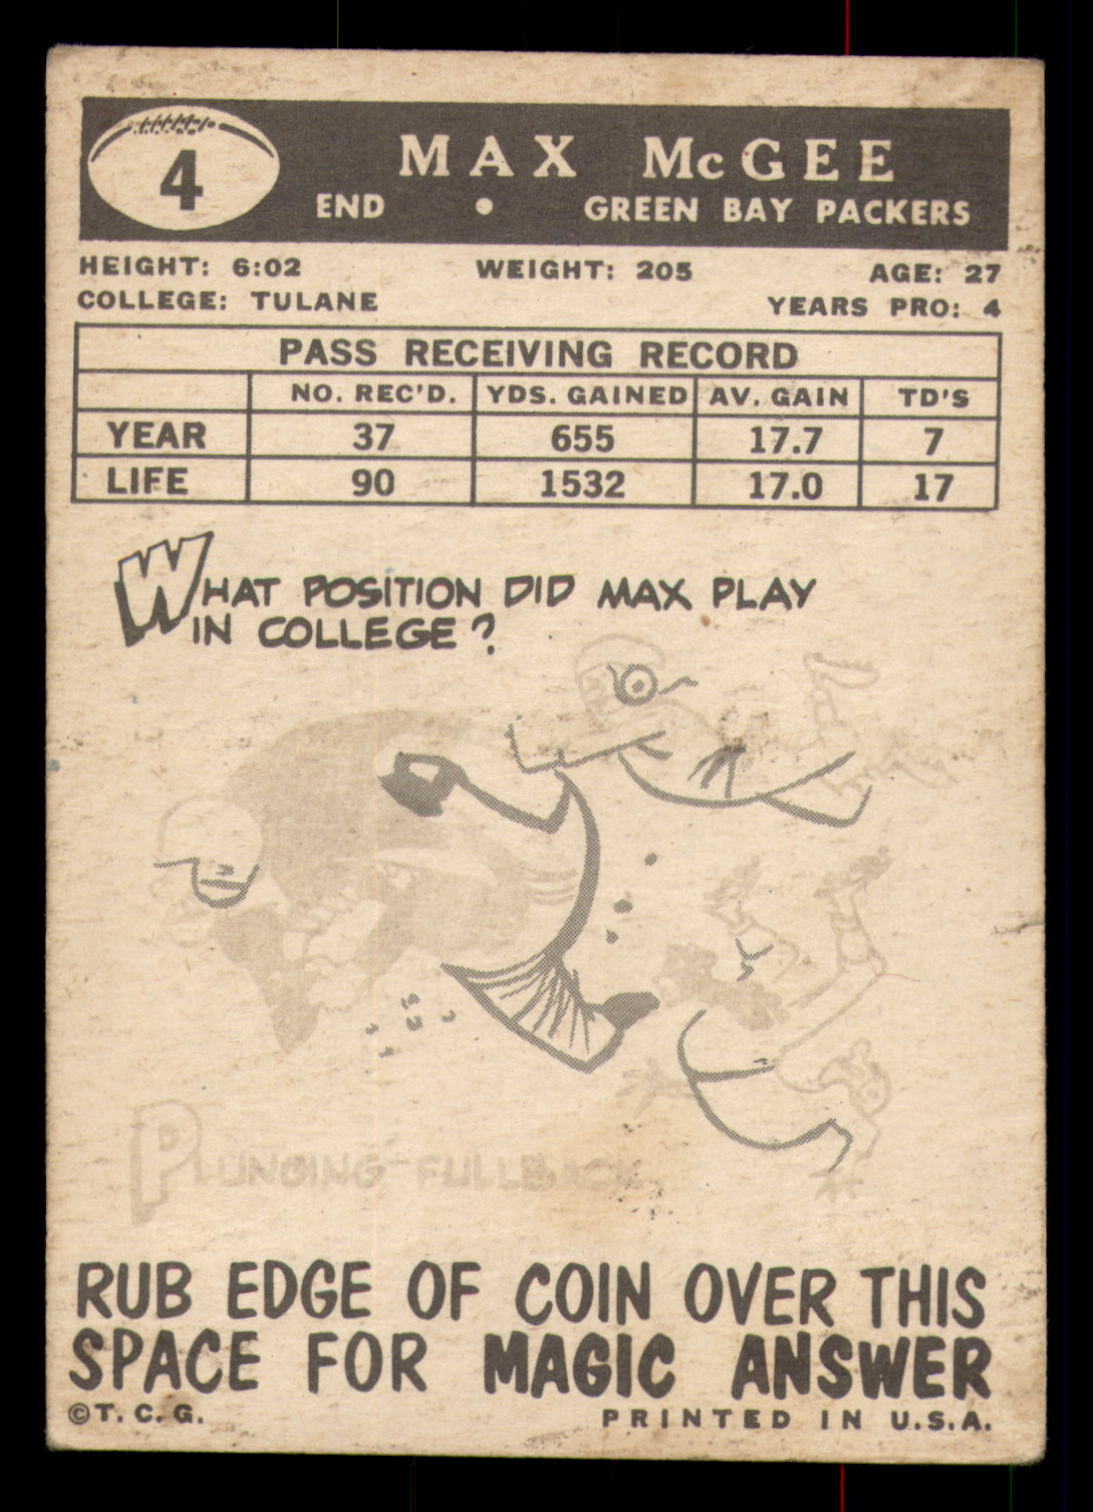 4
MAX McGEE
END • GREEN BAY PACKERS
HEIGHT: 6:02 WEIGHT: 205 AGE: 27
COLLEGE: TULANE YEARS PRO: 4
PASS RECEIVING RECORD
NO. REC'D. YDS. GAINED AV. GAIN TD'S
YEAR 37 655 17.7 7
LIFE 90 1532 17.0 17
WHAT POSITION DID MAX PLAY
IN COLLEGE?
PLUNGING FULLBACK
RUB EDGE OF COIN OVER THIS
SPACE FOR MAGIC ANSWER
©T. C. G. PRINTED IN U.S.A.